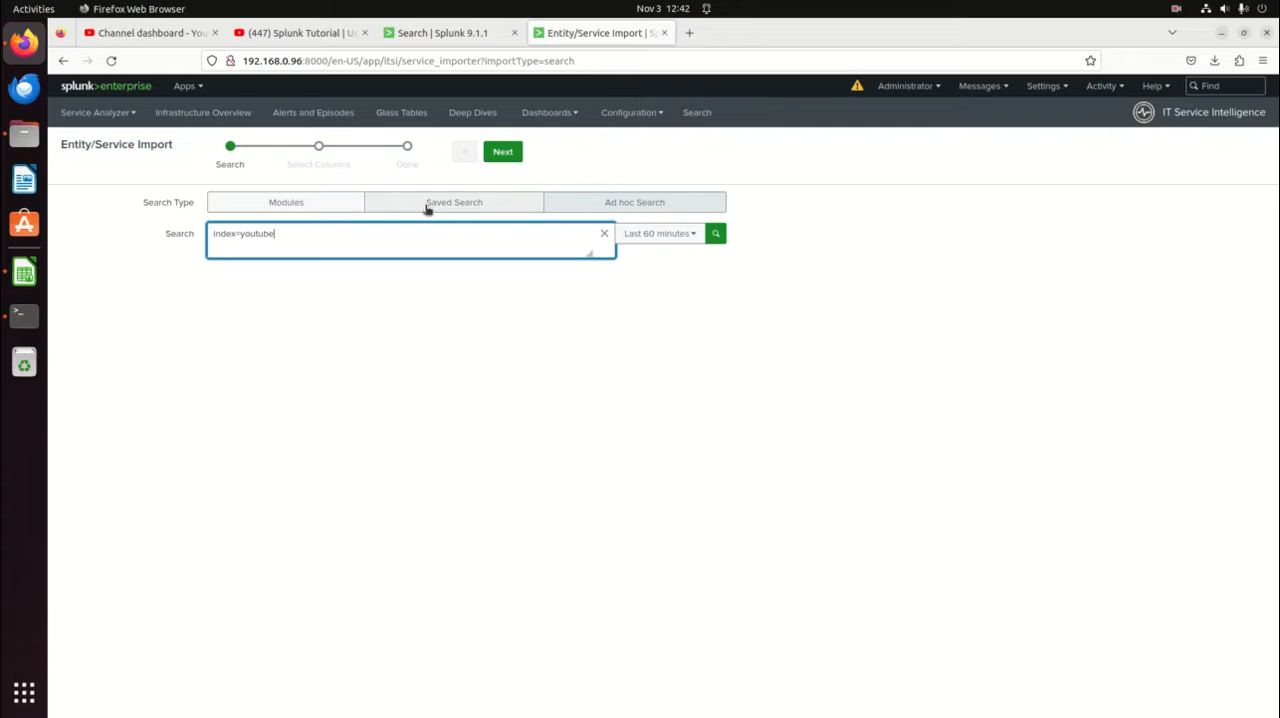 Activities Firefox Web Browser Nov 3 12:42
Channel dashboard - You (447) Splunk Tutorial | Us Search | Splunk 9.1.1 Entity/Service Import | Sp
192.168.0.96:8000/en-US/app/itsi/service_importer?importType=search
splunk>enterprise Apps Administrator Messages Settings Activity Help Find
Service Analyzer Infrastructure Overview Alerts and Episodes Glass Tables Deep Dives Dashboards Configuration Search IT Service Intelligence
Entity/Service Import Next
Search Select Columns Done
Search Type Modules Saved Search Ad hoc Search
Search index=youtube Last 60 minutes